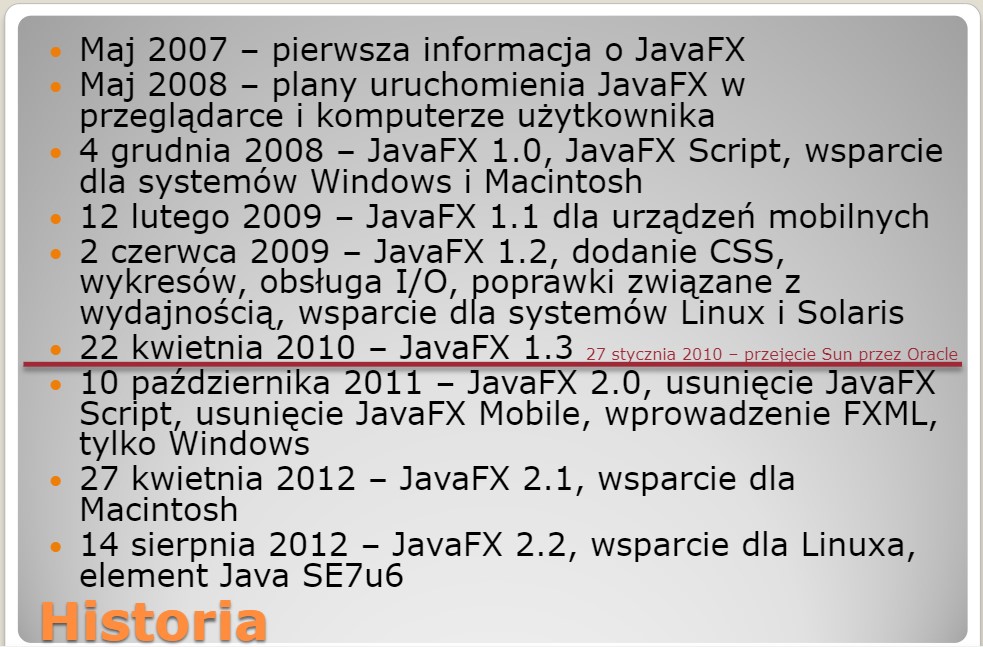 • Maj 2007 – pierwsza informacja o JavaFX
• Maj 2008 – plany uruchomienia JavaFX w
przeglądarce i komputerze użytkownika
• 4 grudnia 2008 – JavaFX 1.0, JavaFX Script, wsparcie
dla systemów Windows i Macintosh
• 12 lutego 2009 – JavaFX 1.1 dla urządzeń mobilnych
• 2 czerwca 2009 – JavaFX 1.2, dodanie CSS,
wykresów, obsługa I/O, poprawki związane z
wydajnością, wsparcie dla systemów Linux i Solaris
• 22 kwietnia 2010 – JavaFX 1.3 27 stycznia 2010 – przejęcie Sun przez Oracle
• 10 października 2011 – JavaFX 2.0, usunięcie JavaFX
Script, usunięcie JavaFX Mobile, wprowadzenie FXML,
tylko Windows
• 27 kwietnia 2012 – JavaFX 2.1, wsparcie dla
Macintosh
• 14 sierpnia 2012 – JavaFX 2.2, wsparcie dla Linuxa,
element Java SE7u6
Historia